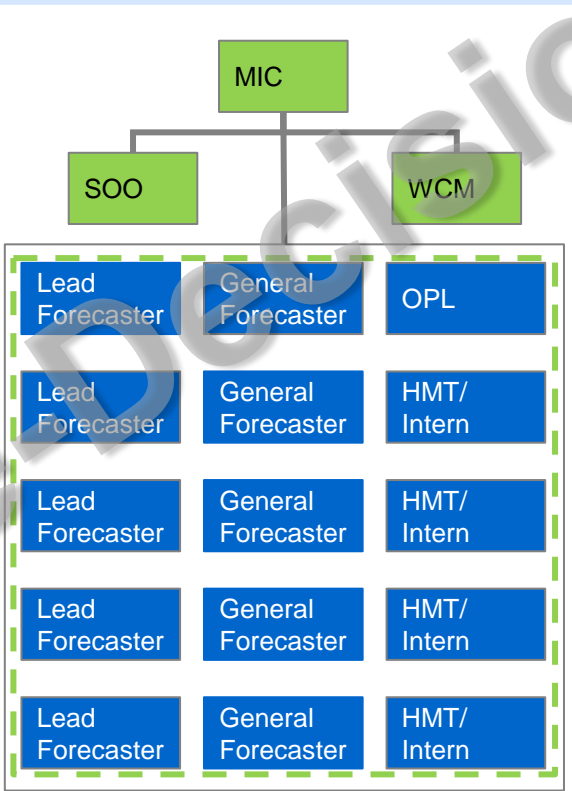 MIC
SOO
WCM
Lead
Forecaster
General
Forecaster
OPL
Lead
Forecaster
General
Forecaster
HMT/
Intern
Lead
Forecaster
General
Forecaster
HMT/
Intern
Lead
Forecaster
General
Forecaster
HMT/
Intern
Lead
Forecaster
General
Forecaster
HMT/
Intern